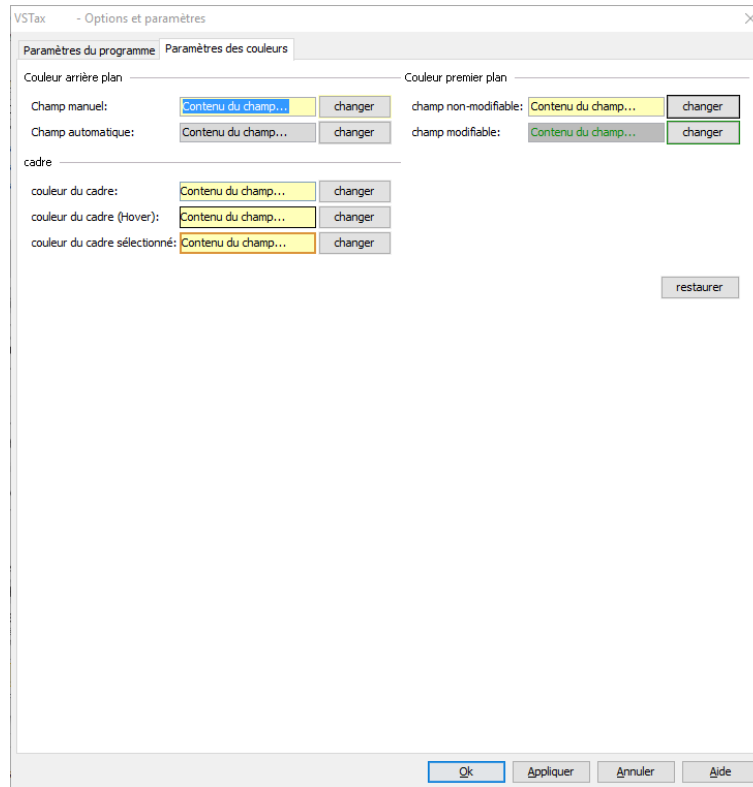 VSTax - Options et paramètres
Paramètres du programme Paramètres des couleurs
Couleur arrière plan Couleur premier plan
Champ manuel: Contenu du champ... changer champ non-modifiable: Contenu du champ... changer
Champ automatique: Contenu du champ... changer champ modifiable: Contenu du champ... changer
cadre
couleur du cadre: Contenu du champ... changer
couleur du cadre (Hover): Contenu du champ... changer
couleur du cadre sélectionné: Contenu du champ... changer
restaurer
Ok Appliquer Annuler Aide